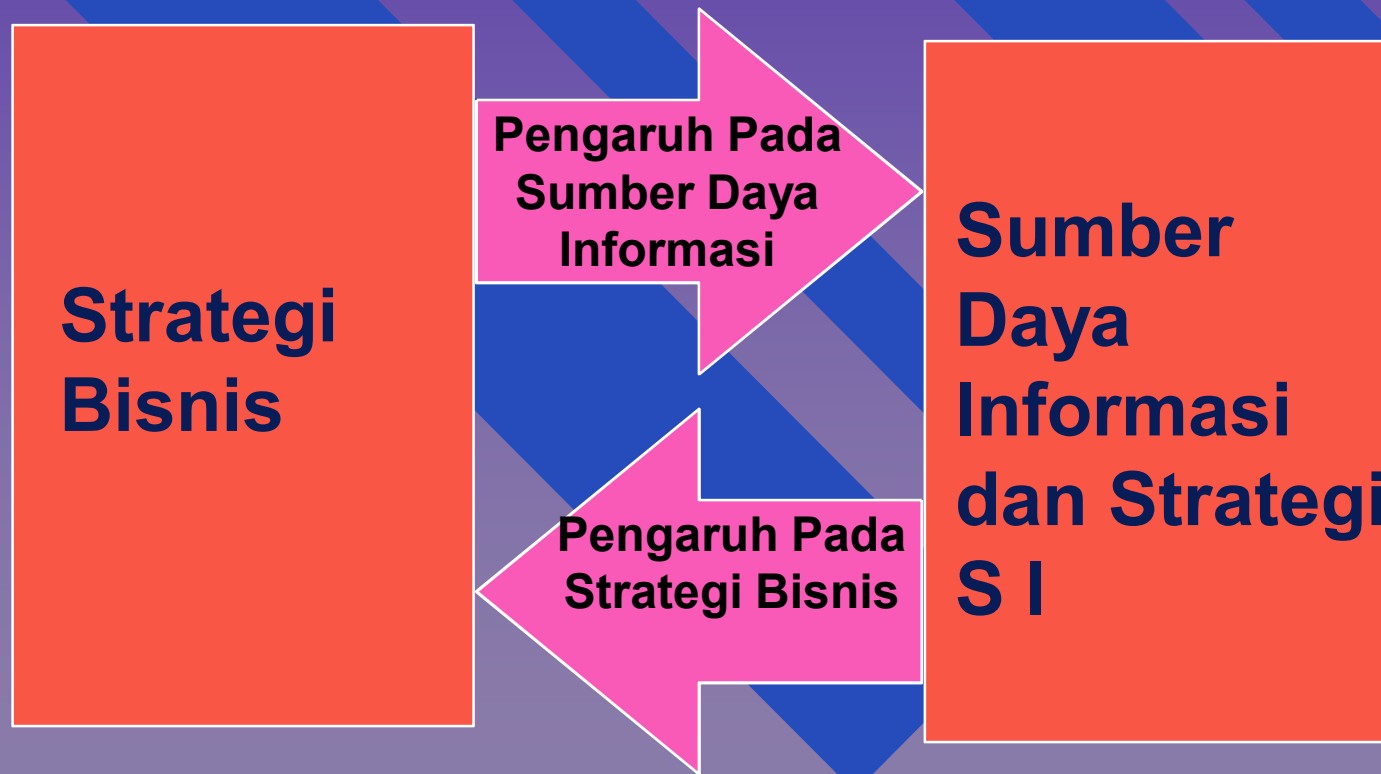 Strategi
Bisnis
Pengaruh Pada
Sumber Daya
Informasi
Pengaruh Pada
Strategi Bisnis
Sumber
Daya
Informasi
dan Strategi
S I